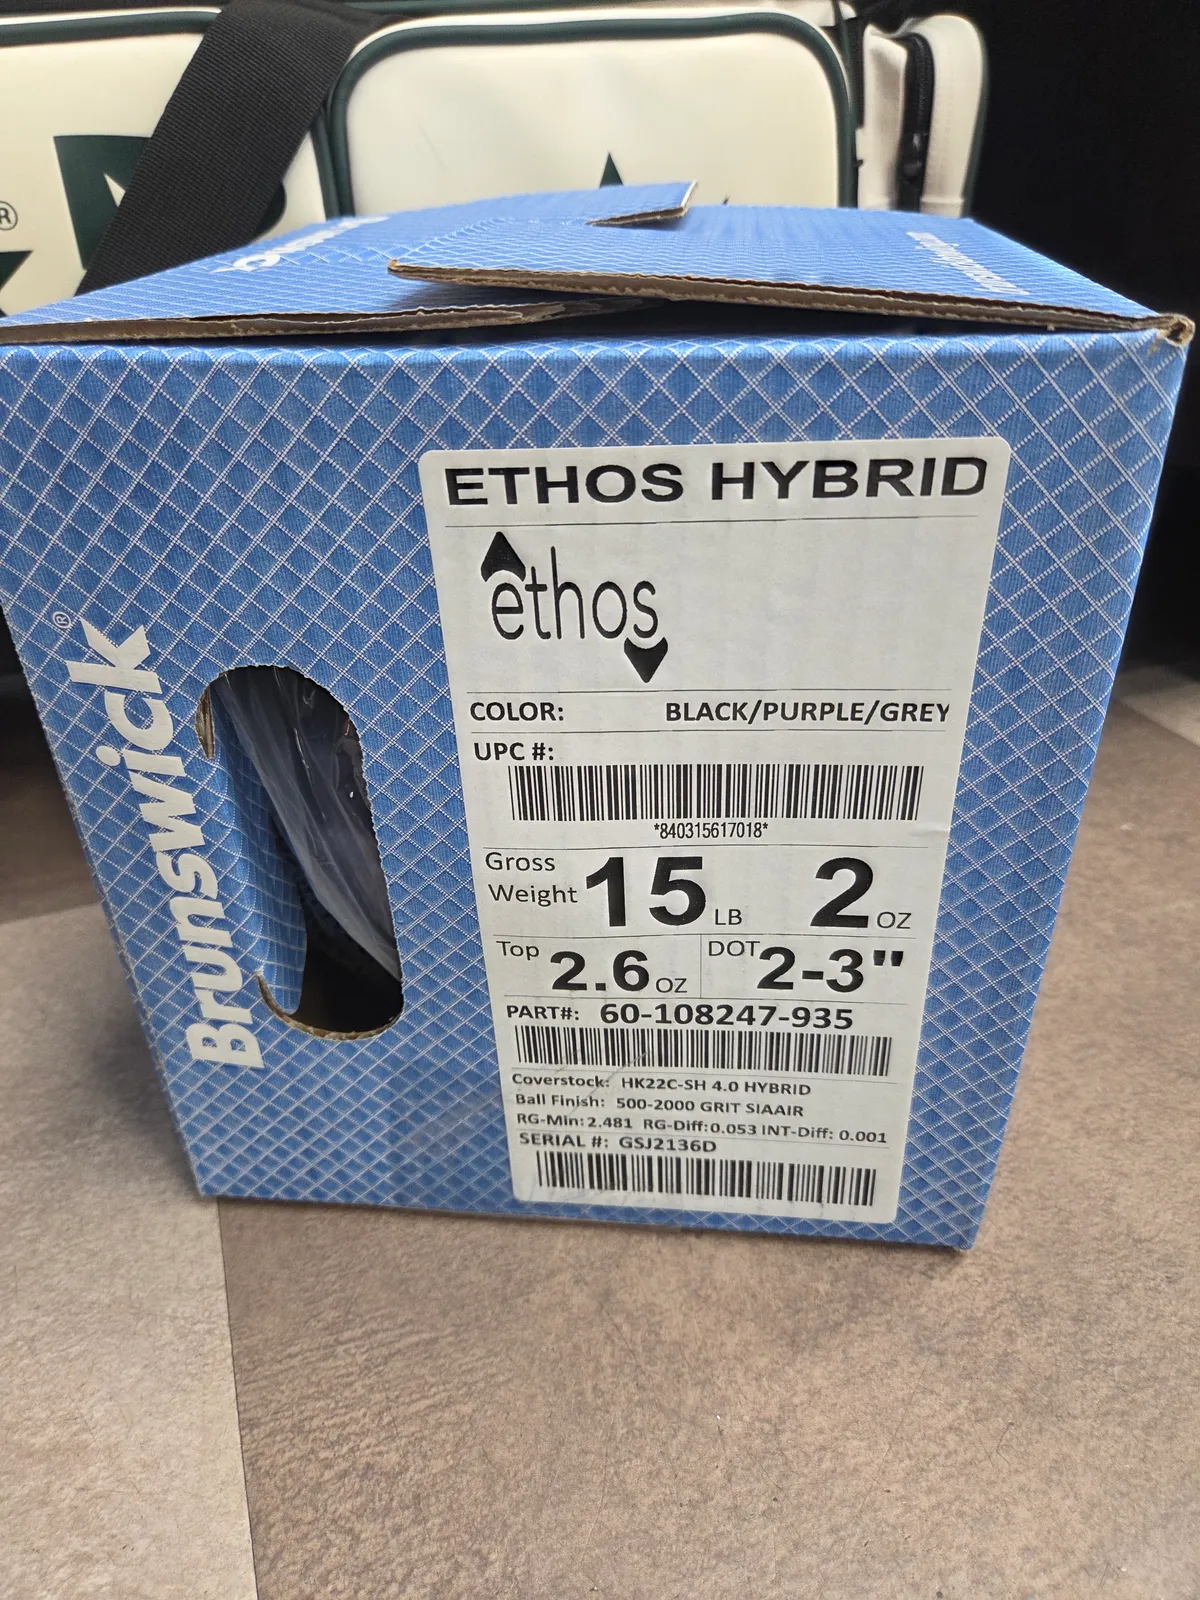 ®
Brunswick
Brunswick®
ETHOS HYBRID
ethos
COLOR: BLACK/PURPLE/GREY
UPC #:
*840315617018*
Gross Weight 15 LB 2 OZ
Top 2.6 OZ DOT 2-3"
PART#: 60-108247-935
Coverstock: HK22C-SH 4.0 HYBRID
Ball Finish: 500-2000 GRIT SIAAIR
RG-Min: 2.481 RG-Diff: 0.053 INT-Diff: 0.001
SERIAL #: GSJ2136D